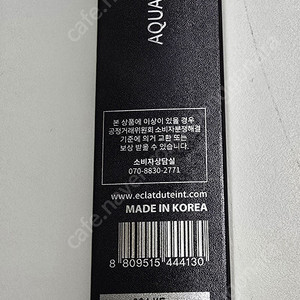 AQUA
본 상품에 이상이 있을 경우
공정거래위원회 소비자분쟁해결
기준에 의거 교환 또는
보상 받을 수 있습니다.
소비자상담실
070-8830-2771
www.eclatduteint.com
MADE IN KOREA
8 809515 444130